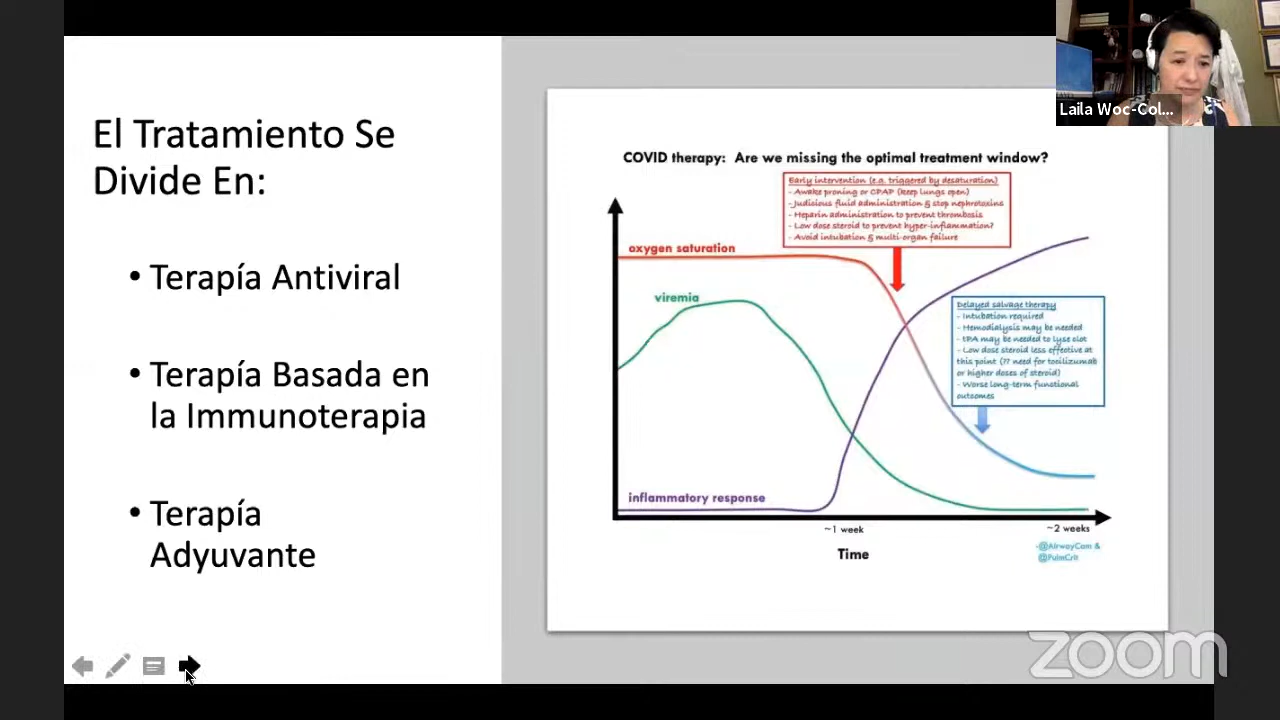 El Tratamiento Se
Divide En:
• Terapía Antiviral
• Terapía Basada en
la Immunoterapia
• Terapía
Adyuvante
COVID therapy: Are we missing the optimal treatment window?
Early intervention (e.g. triggered by desaturation)
- Awake proning or CPAP (keep lungs open)
- Judicious fluid administration & stop nephrotoxins
- Heparin administration to prevent thrombosis
- Low dose steroid to prevent hyper-inflammation?
- Avoid intubation & multi-organ failure
oxygen saturation
viremia
Delayed salvage therapy
- Intubation required
- Hemodialysis may be needed
- tPA may be needed to lyse clot
- Low dose steroid less effective at
this point (?? need for tocilizumab
or higher doses of steroid)
- Worse long-term functional
outcomes
inflammatory response
~1 week
~2 weeks
Time
-@AirwayCam &
@PulmCrit
Laila Woc-Col...
zoom